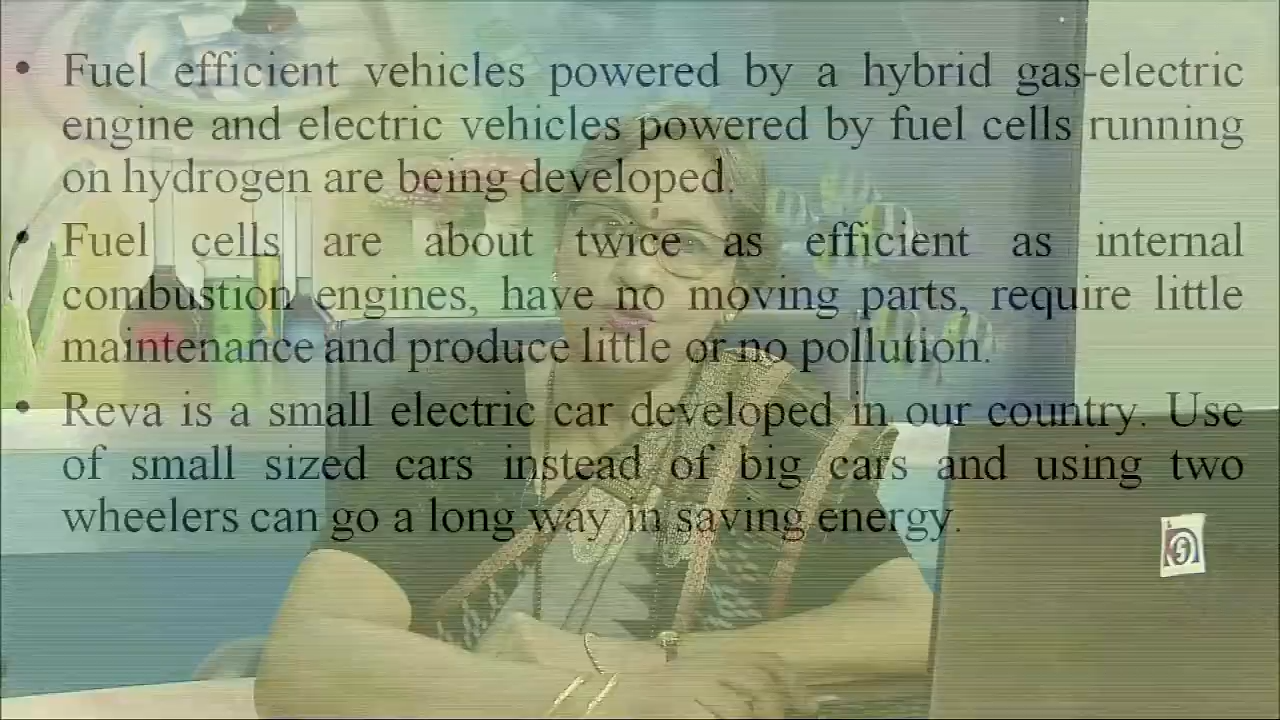 • Fuel efficient vehicles powered by a hybrid gas-electric
engine and electric vehicles powered by fuel cells running
on hydrogen are being developed.
• Fuel cells are about twice as efficient as internal
combustion engines, have no moving parts, require little
maintenance and produce little or no pollution.
• Reva is a small electric car developed in our country. Use
of small sized cars instead of big cars and using two
wheelers can go a long way in saving energy.